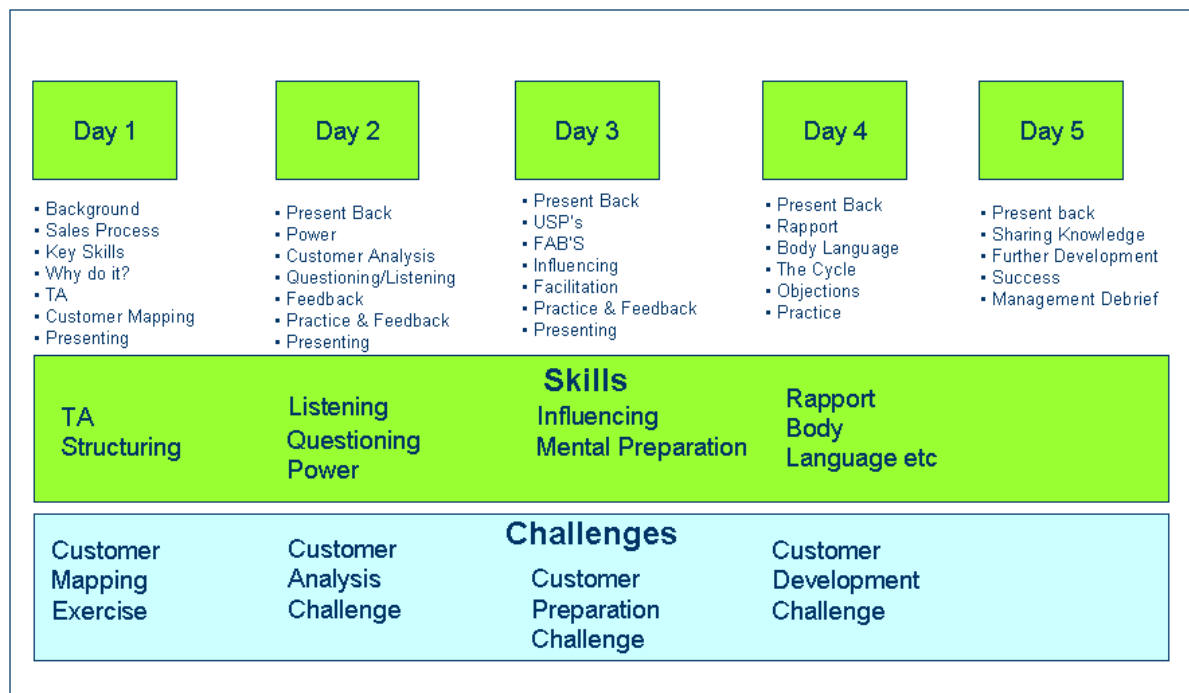 Day 1
▪ Background
▪ Sales Process
▪ Key Skills
▪ Why do it?
▪ TA
▪ Customer Mapping
▪ Presenting
Day 2
▪ Present Back
▪ Power
▪ Customer Analysis
▪ Questioning/Listening
▪ Feedback
▪ Practice & Feedback
▪ Presenting
Day 3
▪ Present Back
▪ USP's
▪ FAB'S
▪ Influencing
▪ Facilitation
▪ Practice & Feedback
▪ Presenting
Day 4
▪ Present Back
▪ Rapport
▪ Body Language
▪ The Cycle
▪ Objections
▪ Practice
Day 5
▪ Present back
▪ Sharing Knowledge
▪ Further Development
▪ Success
▪ Management Debrief
Skills
TA
Structuring
Listening
Questioning
Power
Influencing
Mental Preparation
Rapport
Body
Language etc
Challenges
Customer
Mapping
Exercise
Customer
Analysis
Challenge
Customer
Preparation
Challenge
Customer
Development
Challenge